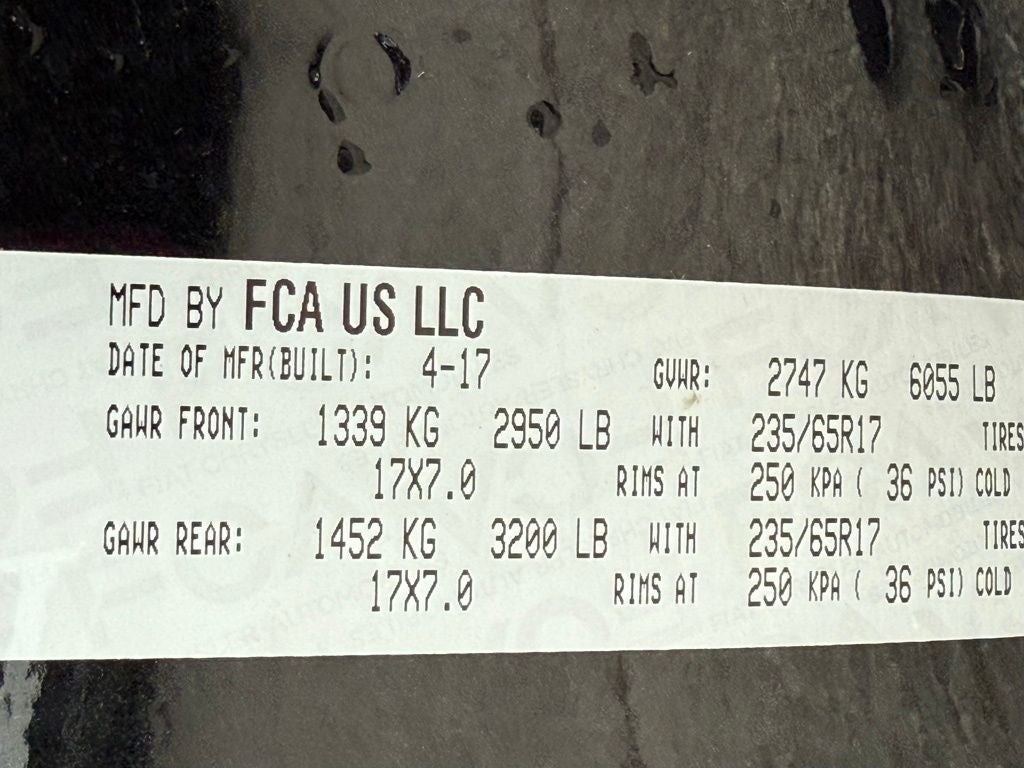 MFD BY FCA US LLC
DATE OF MFR(BUILT): 4-17 GVWR: 2747 KG 6055 LB
GAWR FRONT: 1339 KG 2950 LB WITH 235/65R17 TIRES
17X7.0 RIMS AT 250 KPA ( 36 PSI) COLD
GAWR REAR: 1452 KG 3200 LB WITH 235/65R17 TIRES
17X7.0 RIMS AT 250 KPA ( 36 PSI) COLD